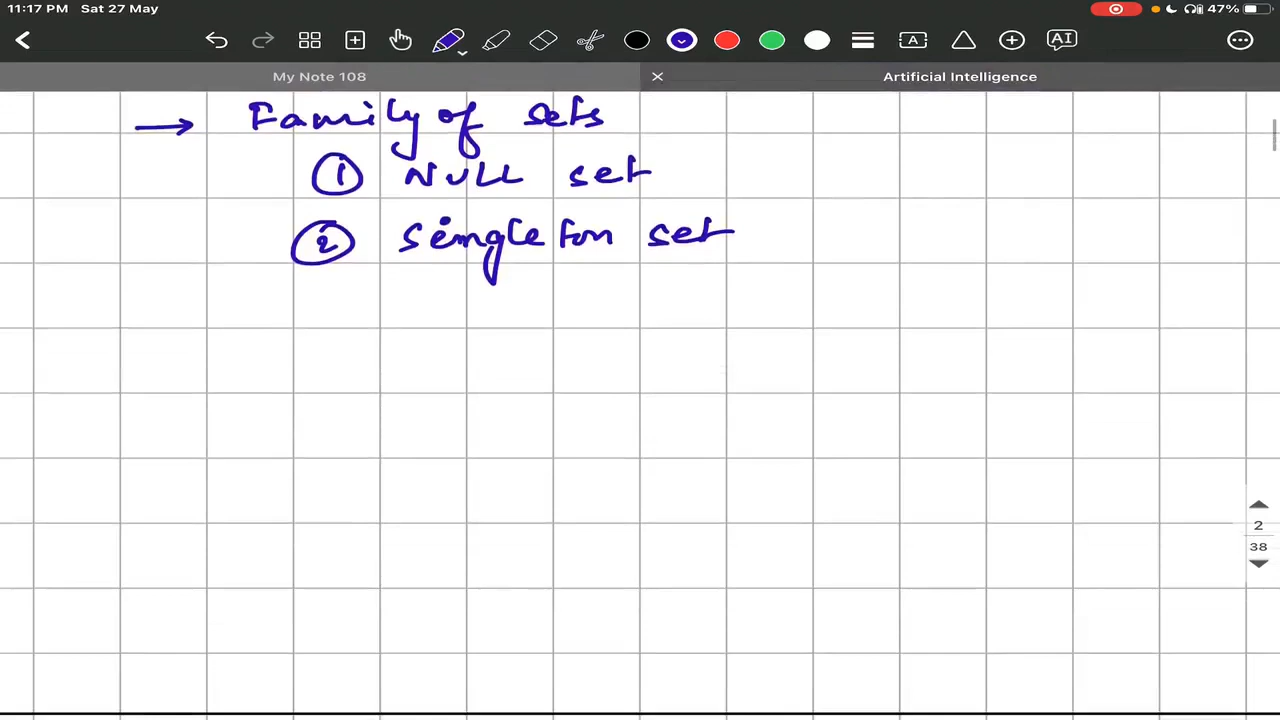 11:17 PM Sat 27 May 47%
AI
A
My Note 108 Artificial Intelligence
→ Family of sets
① NULL set
② Singleton set
2
38